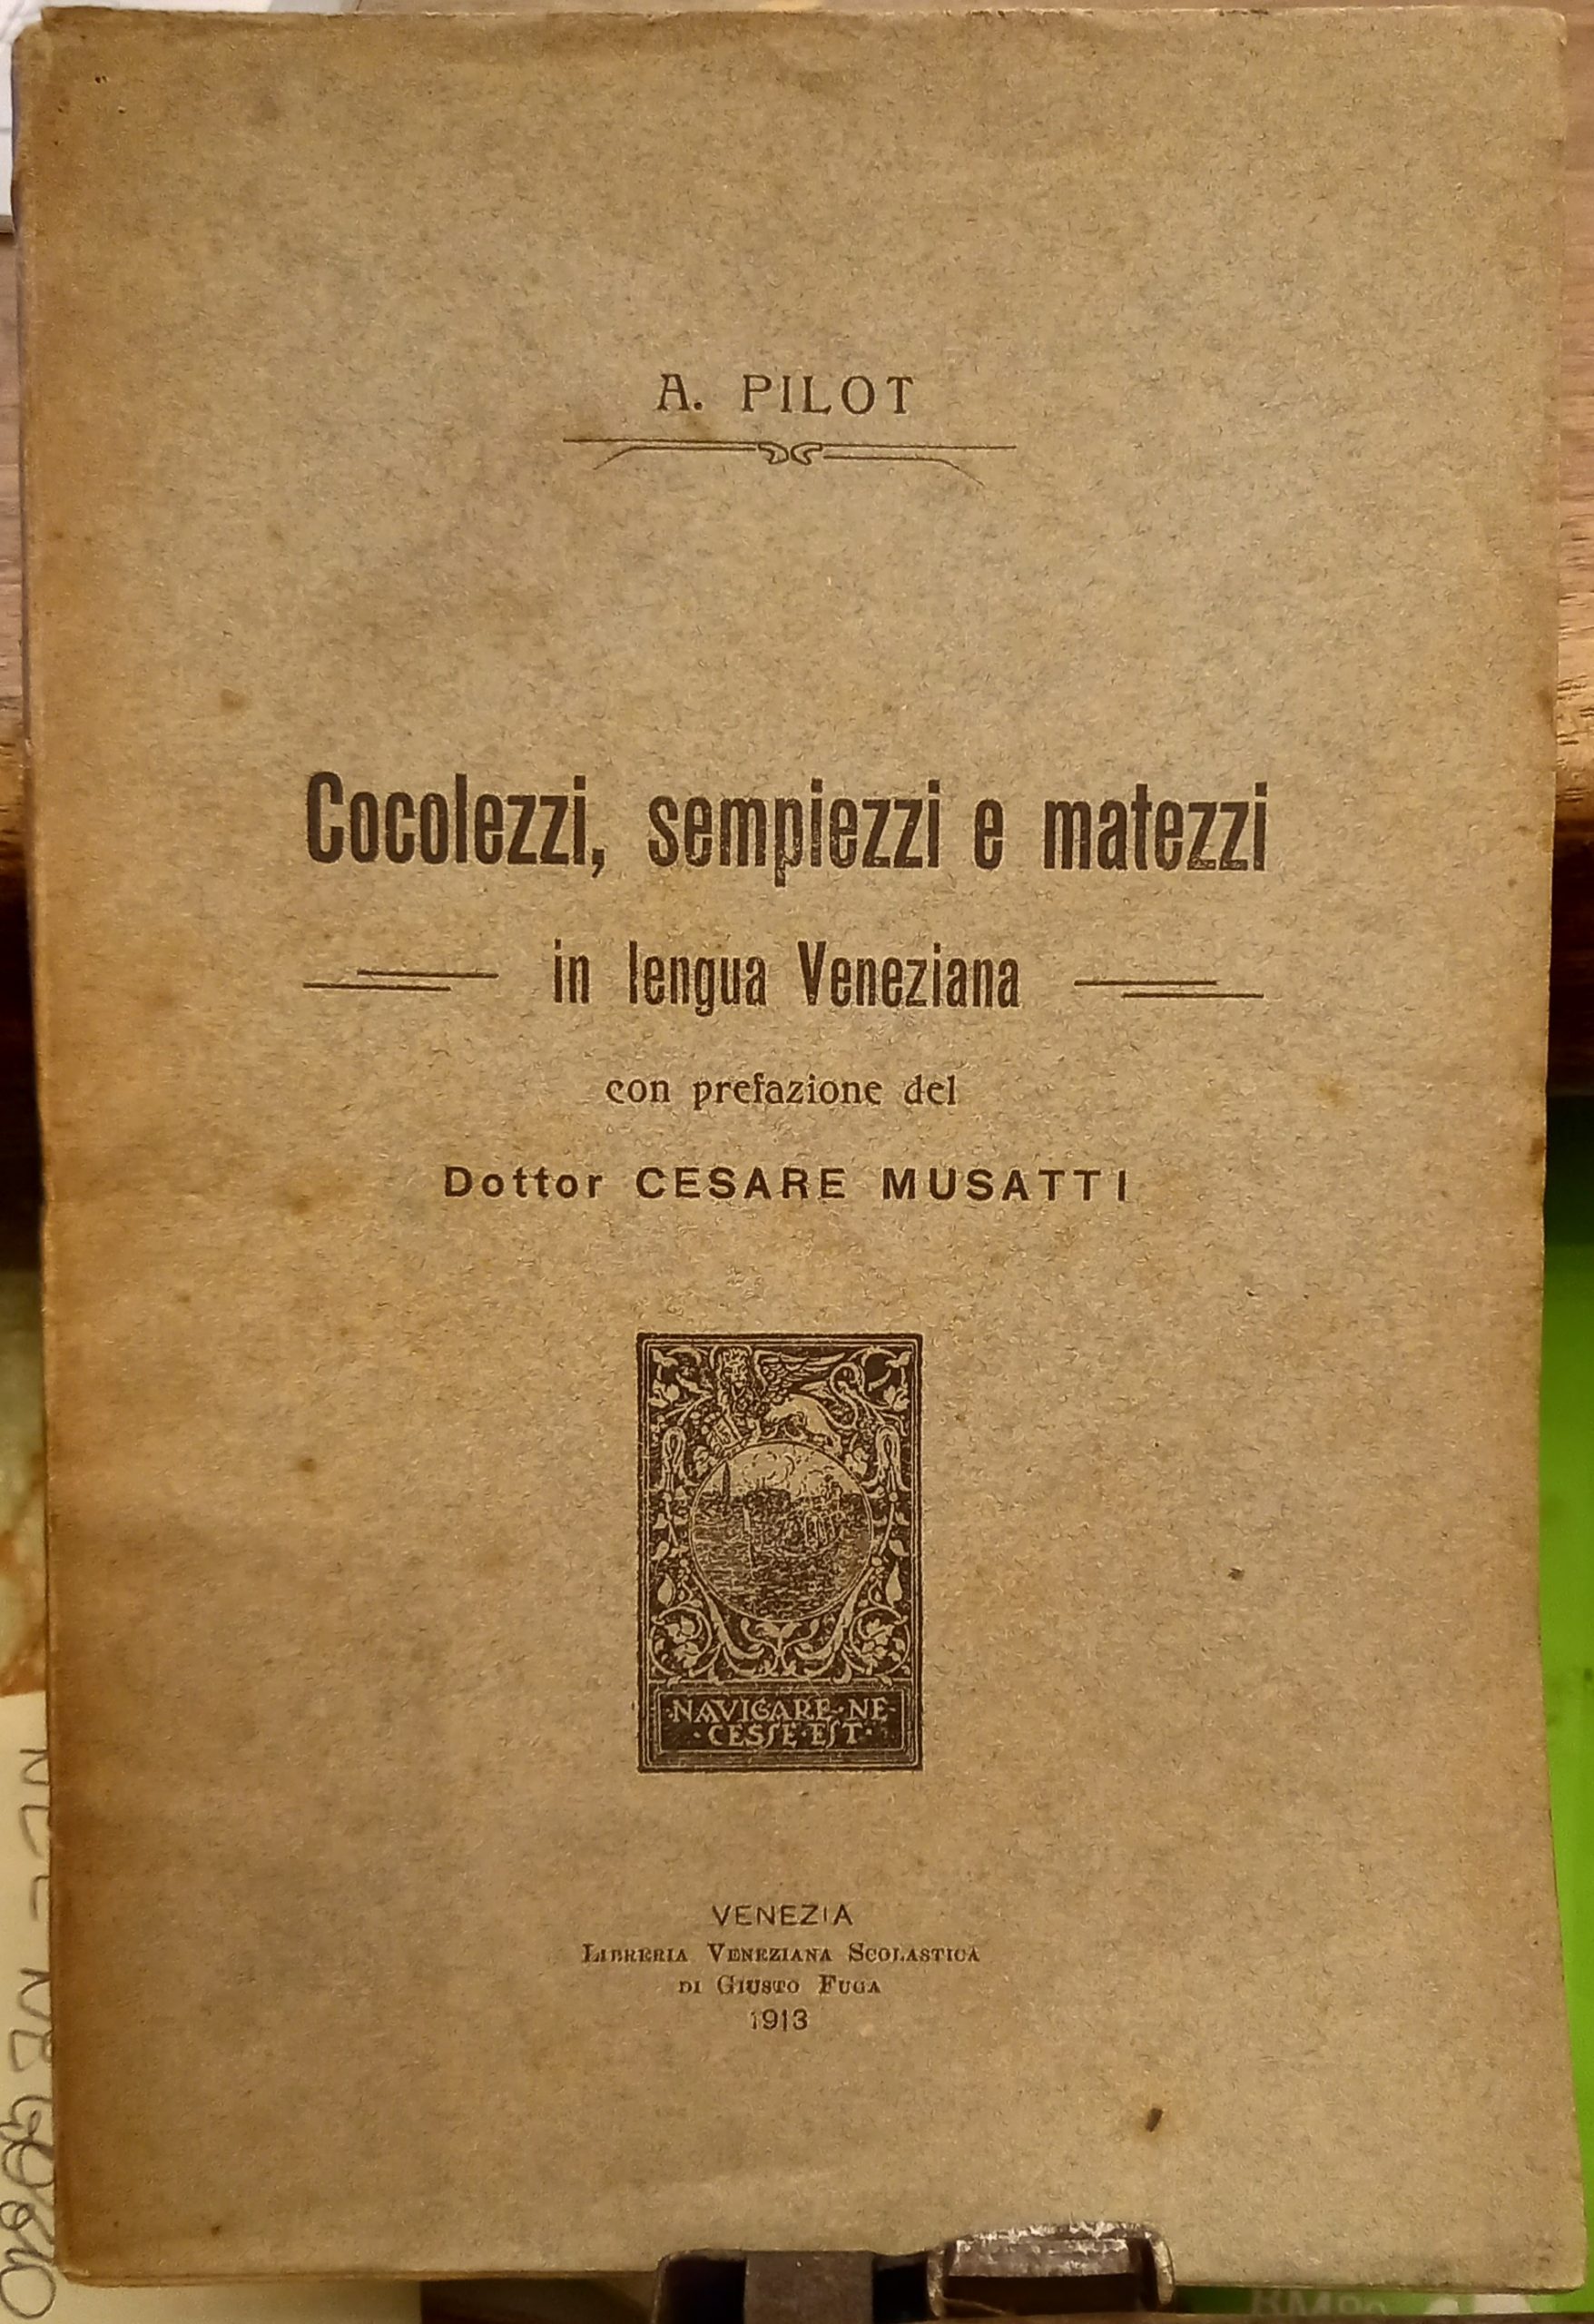 A. PILOT
Cocolezzi, sempiezzi e matezzi
in lengua Veneziana
con prefazione del
Dottor CESARE MUSATTI
·NAVIGARE·NE-
·CESSE·EST·
VENEZIA
LIBRERIA VENEZIANA SCOLASTICA
DI GIUSTO FUGA
1913